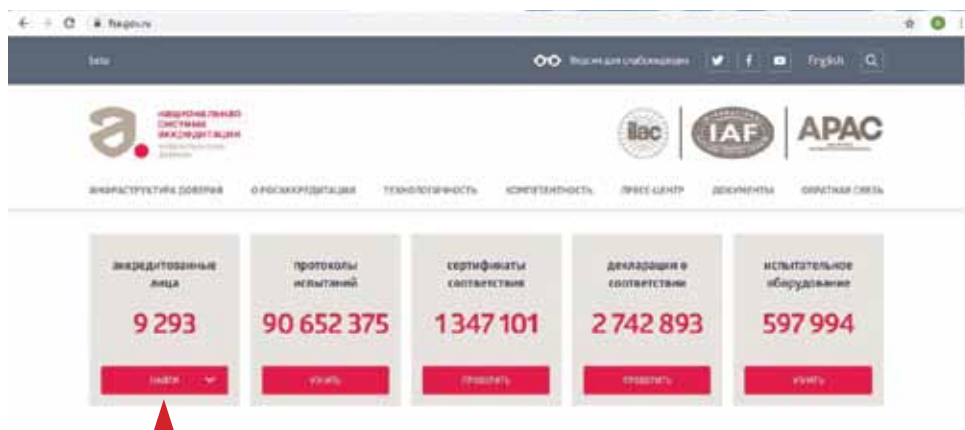 fsa.gov.ru
beta
Версия для слабовидящих English
национальная
система
аккредитации
ilac
IAF
APAC
инфраструктура доверия о росаккредитации технологичность компетентность пресс-центр документы обратная связь
аккредитованные
лица
9 293
найти
протоколы
испытаний
90 652 375
узнать
сертификаты
соответствия
1 347 101
проверить
декларации о
соответствии
2 742 893
проверить
испытательное
оборудование
597 994
узнать